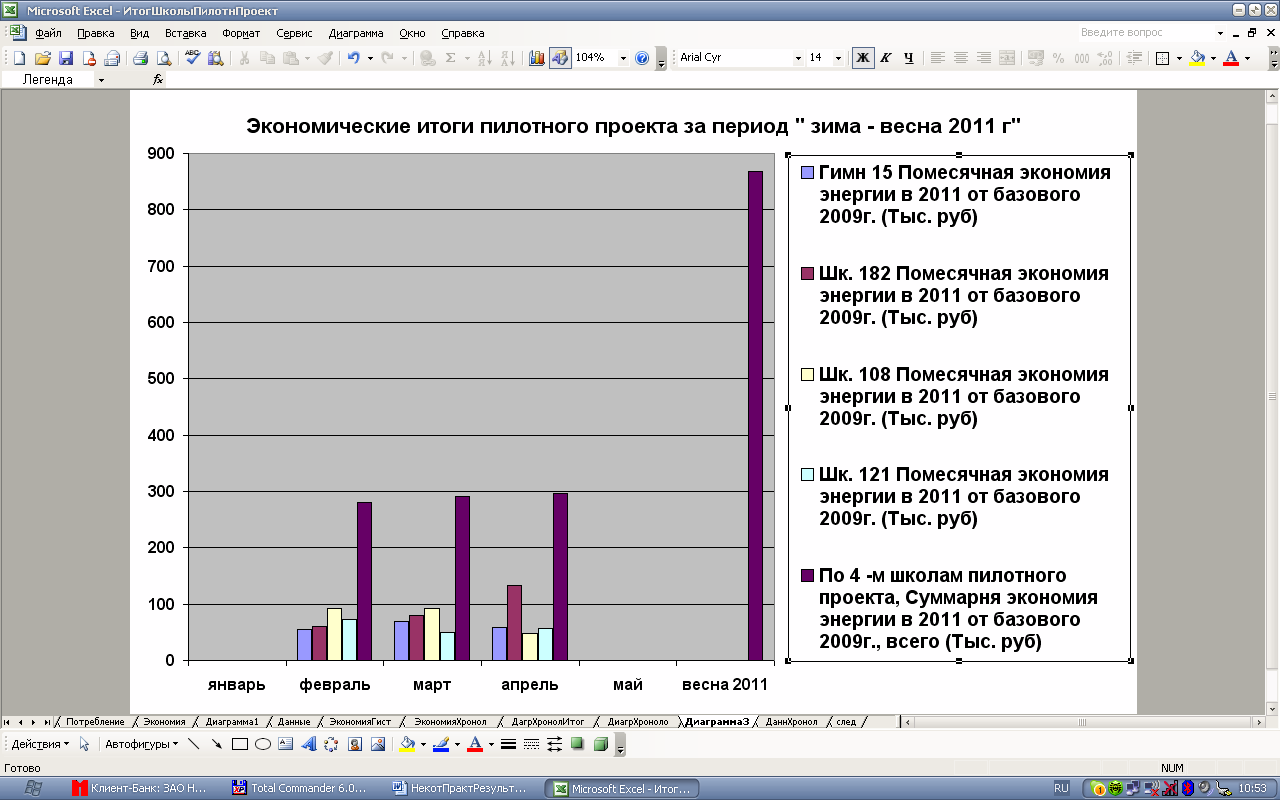 Microsoft Excel - ИтогШколыПилотнПроект
Файл Правка Вид Вставка Формат Сервис Диаграмма Окно Справка
Введите вопрос
104%
Arial Cyr
14
Ж К Ч
Легенда
fx
Экономические итоги пилотного проекта за период " зима - весна 2011 г"
900
800
700
600
500
400
300
200
100
0
январь февраль март апрель май весна 2011
Гимн 15 Помесячная экономия
энергии в 2011 от базового
2009г. (Тыс. руб)
Шк. 182 Помесячная экономия
энергии в 2011 от базового
2009г. (Тыс. руб)
Шк. 108 Помесячная экономия
энергии в 2011 от базового
2009г. (Тыс. руб)
Шк. 121 Помесячная экономия
энергии в 2011 от базового
2009г. (Тыс. руб)
По 4 -м школам пилотного
проекта, Суммарня экономия
энергии в 2011 от базового
2009г., всего (Тыс. руб)
Потребление Экономия Диаграмма1 Данные ЭкономияГист ЭкономияХронол ДагрХронолИтог ДиагрХроноло Диаграмма3 ДаннХронол след
Действия Автофигуры
Готово
NUM
Клиент-Банк: ЗАО Н...
Total Commander 6.0...
НекотПрактРезульт...
Microsoft Excel - Итог...
RU
10:53